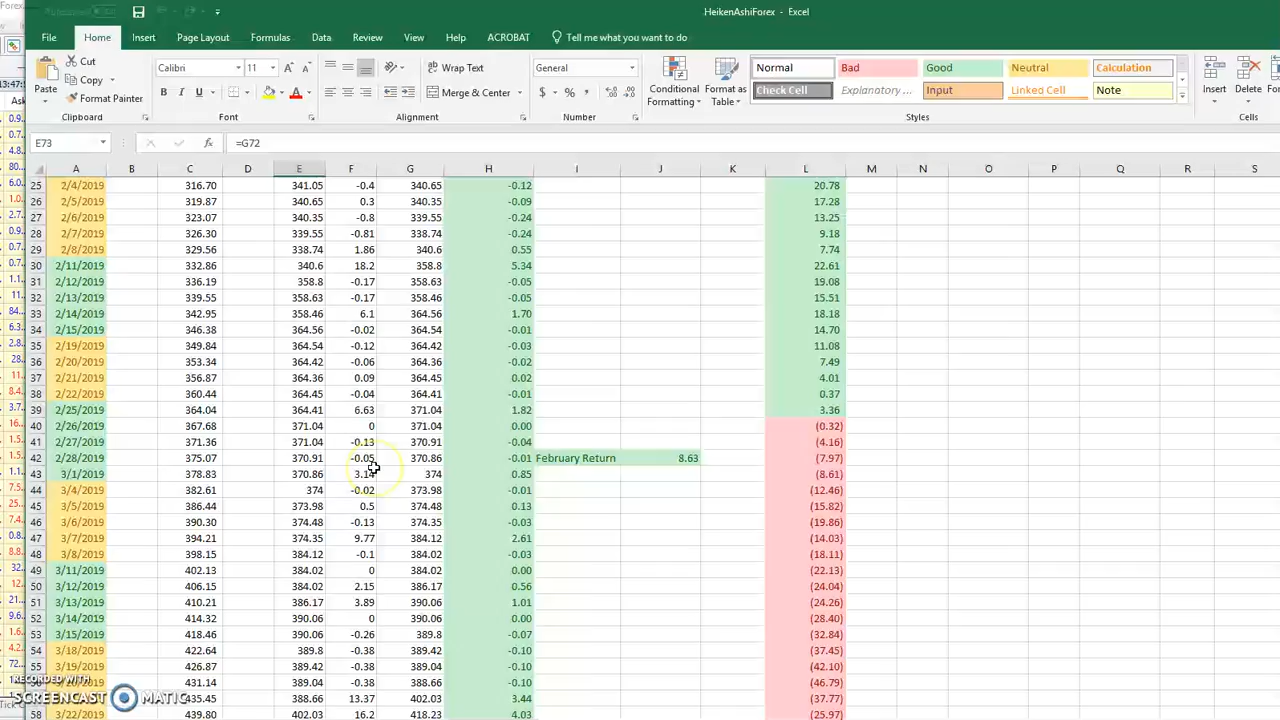 HeikenAshiForex - Excel
File Home Insert Page Layout Formulas Data Review View Help ACROBAT Tell me what you want to do
Cut
Copy
Format Painter
Paste
Clipboard
Calibri 11
B I U
Font
Wrap Text
Merge & Center
Alignment
General
$ % ,
Number
Conditional Formatting
Format as Table
Normal Bad Good Neutral Calculation
Check Cell Explanatory ... Input Linked Cell Note
Styles
Insert Delete
Cells
E73 =G72
A B C D E F G H I J K L M N O P Q R S
25 2/4/2019 316.70 341.05 -0.4 340.65 -0.12 20.78
26 2/5/2019 319.87 340.65 0.3 340.35 -0.09 17.28
27 2/6/2019 323.07 340.35 -0.8 339.55 -0.24 13.25
28 2/7/2019 326.30 339.55 -0.81 338.74 -0.24 9.18
29 2/8/2019 329.56 338.74 1.86 340.6 0.55 7.74
30 2/11/2019 332.86 340.6 18.2 358.8 5.34 22.61
31 2/12/2019 336.19 358.8 -0.17 358.63 -0.05 19.08
32 2/13/2019 339.55 358.63 -0.17 358.46 -0.05 15.51
33 2/14/2019 342.95 358.46 6.1 364.56 1.70 18.18
34 2/15/2019 346.38 364.56 -0.02 364.54 -0.01 14.70
35 2/19/2019 349.84 364.54 -0.12 364.42 -0.03 11.08
36 2/20/2019 353.34 364.42 -0.06 364.36 -0.02 7.49
37 2/21/2019 356.87 364.36 0.09 364.45 0.02 4.01
38 2/22/2019 360.44 364.45 -0.04 364.41 -0.01 0.37
39 2/25/2019 364.04 364.41 6.63 371.04 1.82 3.36
40 2/26/2019 367.68 371.04 0 371.04 0.00 (0.32)
41 2/27/2019 371.36 371.04 -0.13 370.91 -0.04 (4.16)
42 2/28/2019 375.07 370.91 -0.05 370.86 -0.01 February Return 8.63 (7.97)
43 3/1/2019 378.83 370.86 3.14 374 0.85 (8.61)
44 3/4/2019 382.61 374 -0.02 373.98 -0.01 (12.46)
45 3/5/2019 386.44 373.98 0.5 374.48 0.13 (15.82)
46 3/6/2019 390.30 374.48 -0.13 374.35 -0.03 (19.86)
47 3/7/2019 394.21 374.35 9.77 384.12 2.61 (14.03)
48 3/8/2019 398.15 384.12 -0.1 384.02 -0.03 (18.11)
49 3/11/2019 402.13 384.02 0 384.02 0.00 (22.13)
50 3/12/2019 406.15 384.02 2.15 386.17 0.56 (24.04)
51 3/13/2019 410.21 386.17 3.89 390.06 1.01 (24.26)
52 3/14/2019 414.32 390.06 0 390.06 0.00 (28.40)
53 3/15/2019 418.46 390.06 -0.26 389.8 -0.07 (32.84)
54 3/18/2019 422.64 389.8 -0.38 389.42 -0.10 (37.45)
55 3/19/2019 426.87 389.42 -0.38 389.04 -0.10 (42.10)
431.14 389.04 -0.38 388.66 -0.10 (46.79)
435.45 388.66 13.37 402.03 3.44 (37.77)
58 3/22/2019 439.80 402.03 16.2 418.23 4.03 (25.97)
RECORDED WITH
SCREENCAST MATIC